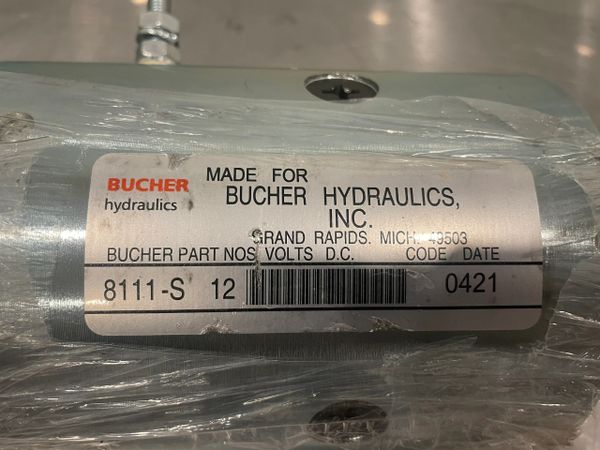 BUCHER
hydraulics
MADE FOR
BUCHER HYDRAULICS,
INC.
GRAND RAPIDS. MICH. 49503
BUCHER PART NOS VOLTS D.C. CODE DATE
8111-S 12 0421